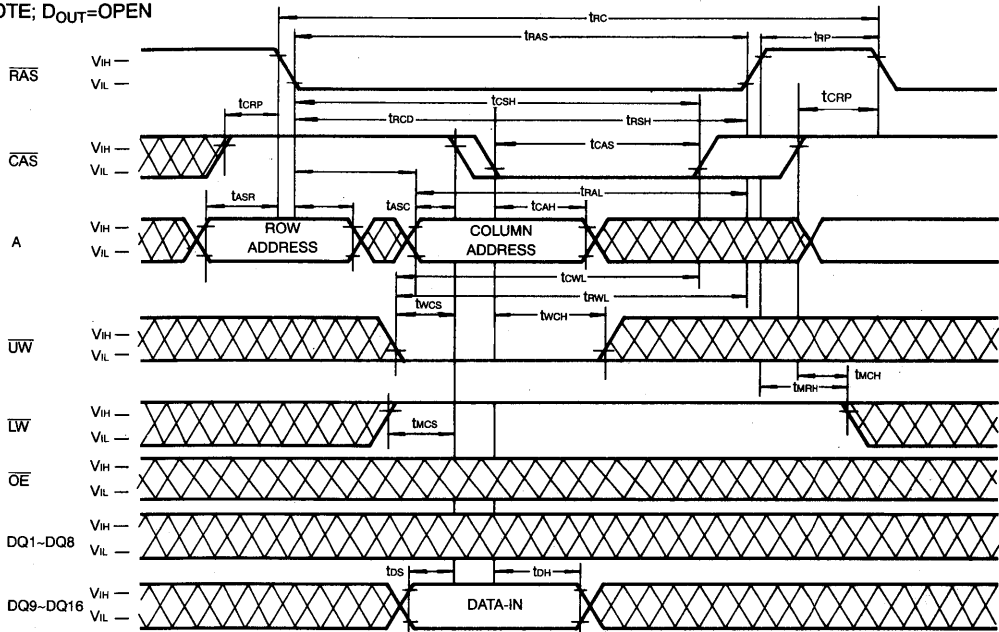 OTE; DOUT=OPEN
tRC
tRAS
tRP
RAS
VIH
VIL
tCSH
tCRP
tCRP
tRCD
tRSH
CAS
VIH
VIL
tCAS
tRAL
tASR
tASC
tCAH
A
VIH
VIL
ROW
ADDRESS
COLUMN
ADDRESS
tCWL
tRWL
tWCS
tWCH
UW
VIH
VIL
tMCH
tMRH
LW
VIH
VIL
tMCS
OE
VIH
VIL
DQ1~DQ8
VIH
VIL
tDS
tDH
DQ9~DQ16
VIH
VIL
DATA-IN